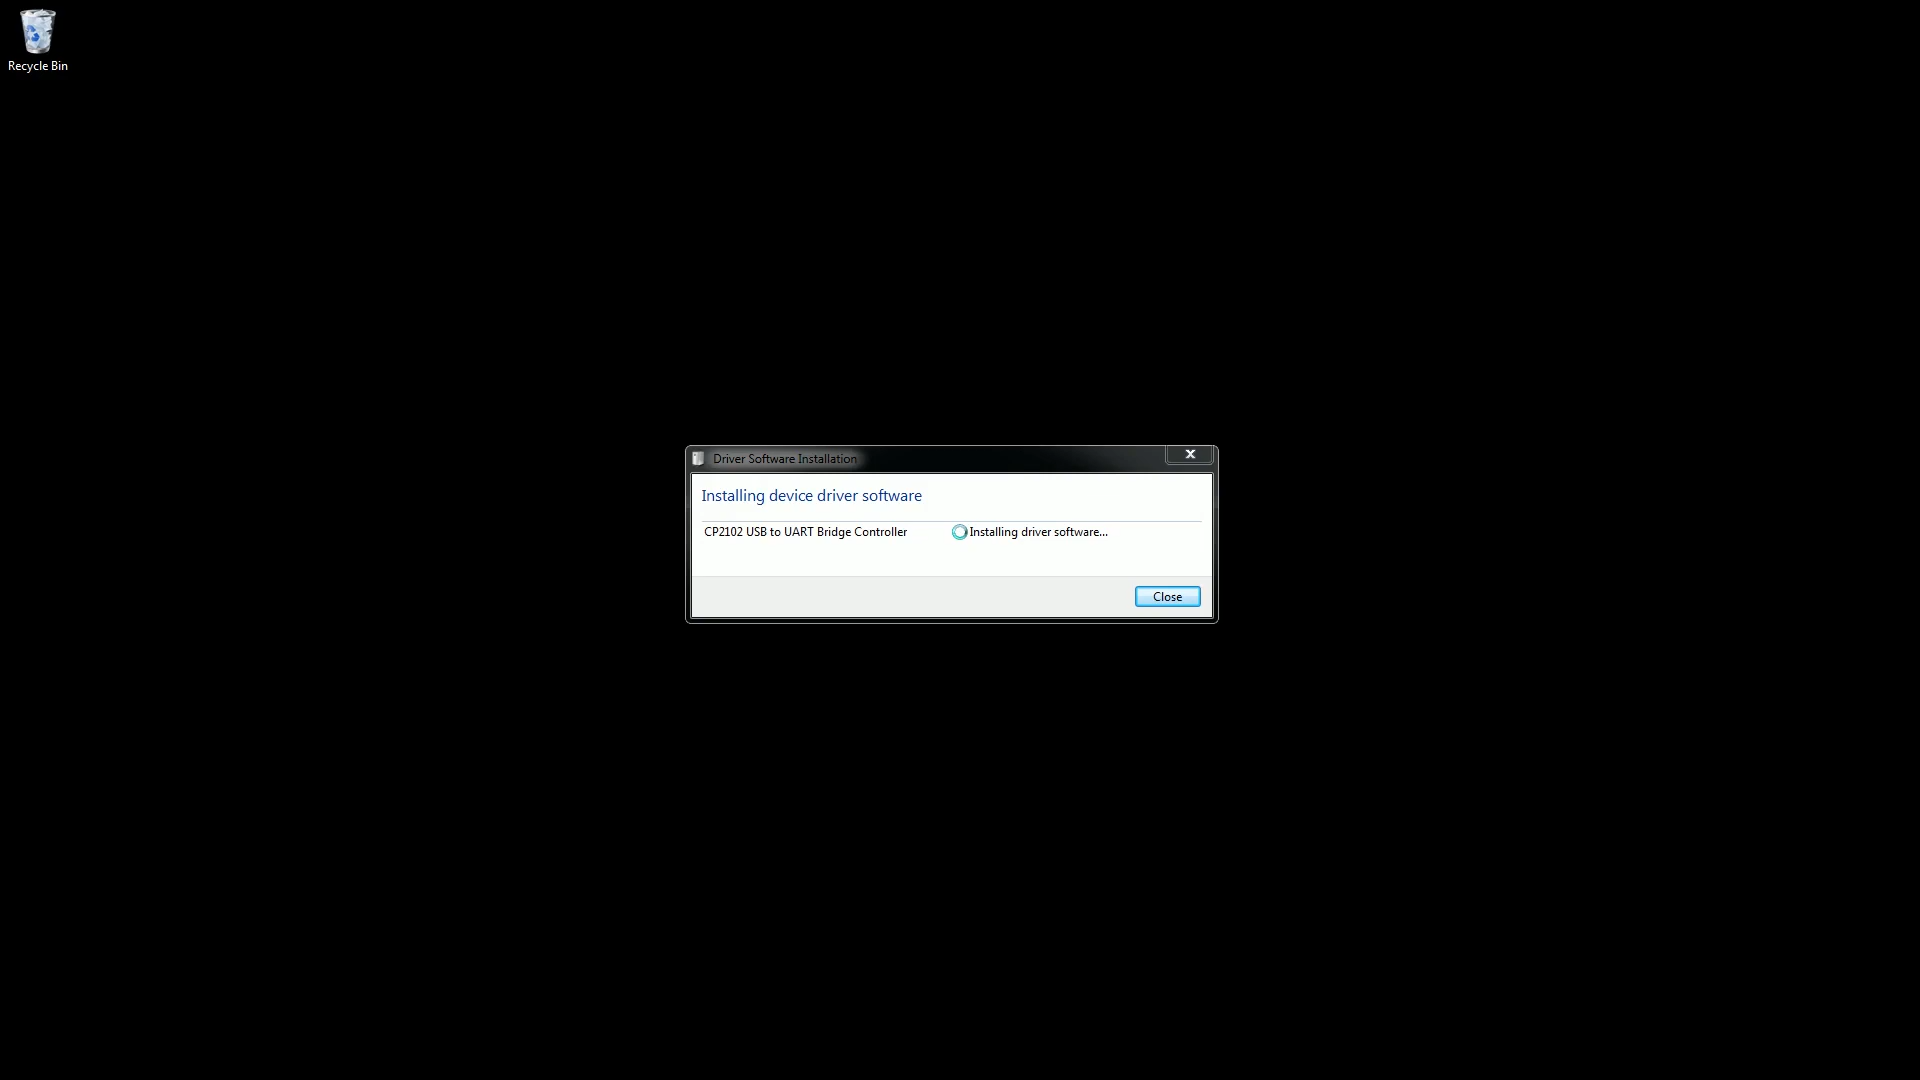 Recycle Bin
Driver Software Installation
Installing device driver software
CP2102 USB to UART Bridge Controller Installing driver software...
Close